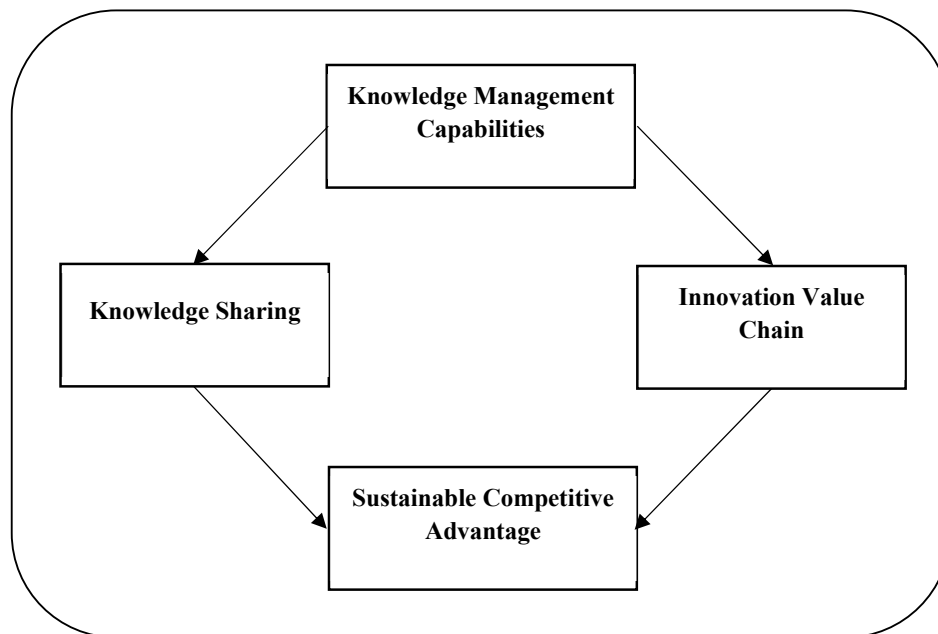 Knowledge Management
Capabilities
Knowledge Sharing
Innovation Value
Chain
Sustainable Competitive
Advantage